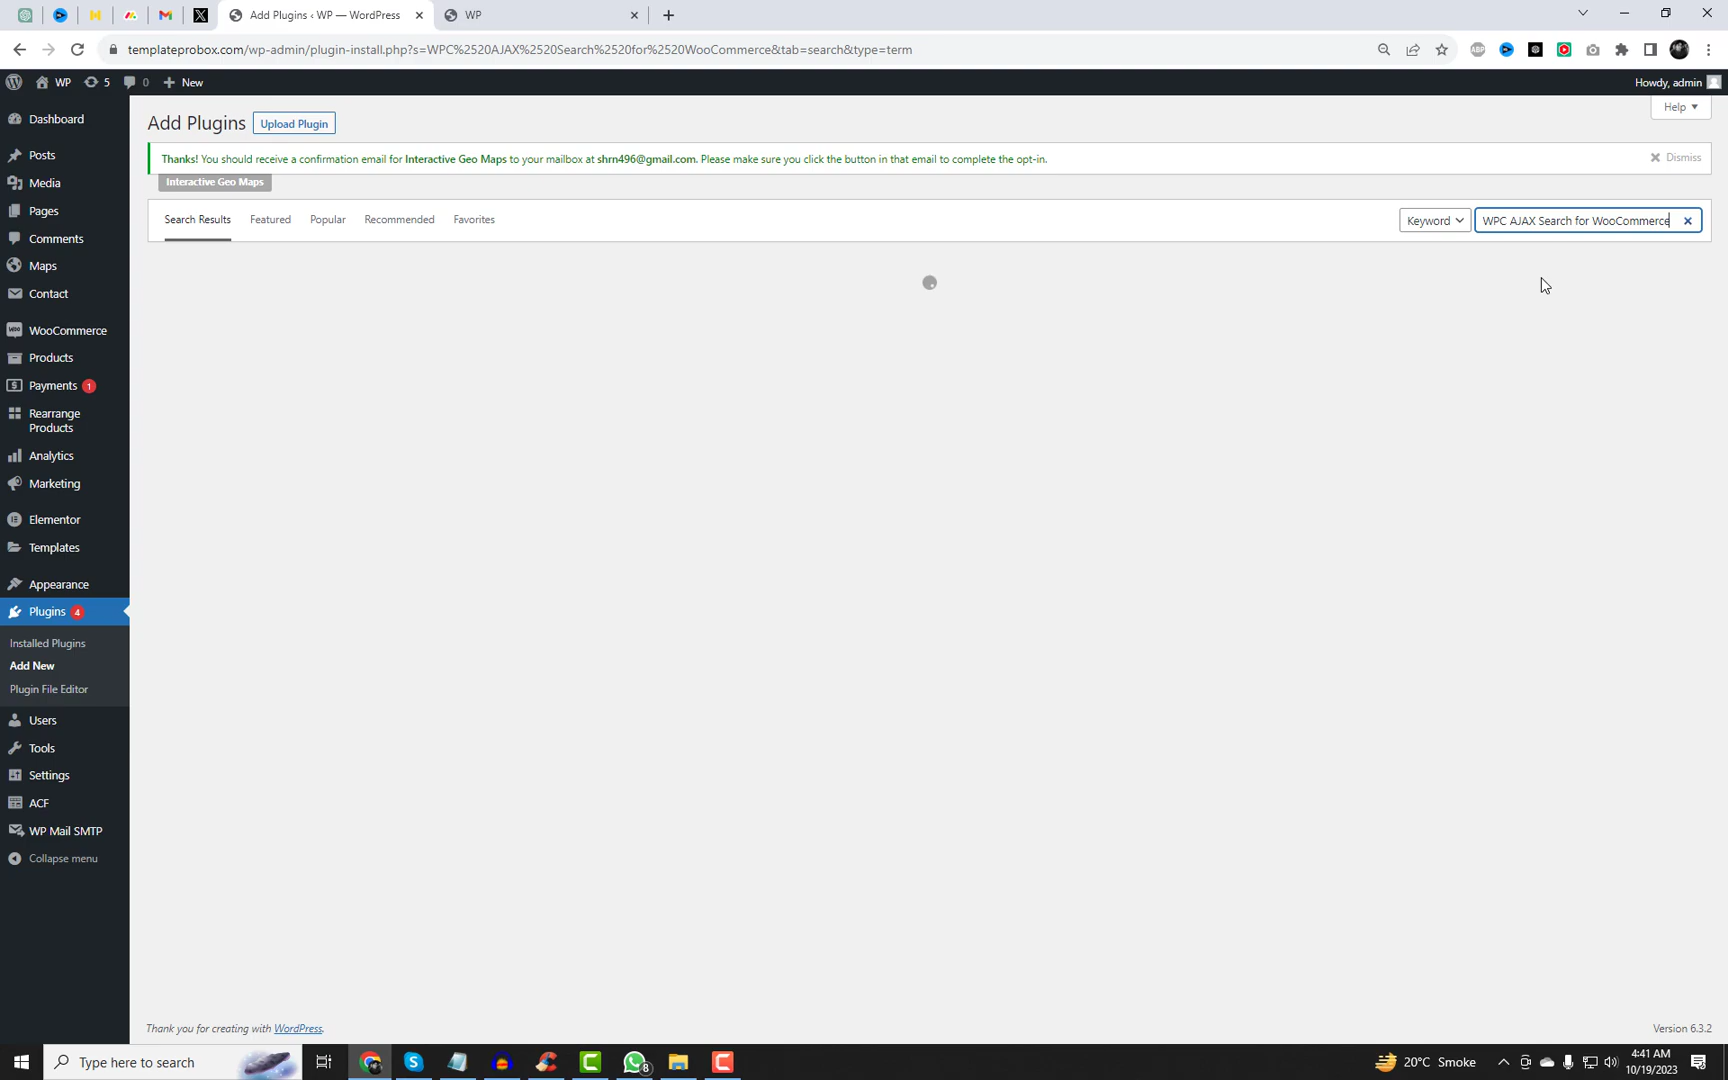 Add Plugins ‹ WP — WordPress
WP
templateprobox.com/wp-admin/plugin-install.php?s=WPC%2520AJAX%2520Search%2520for%2520WooCommerce&tab=search&type=term
WP
5
0
New
Howdy, admin
Dashboard
Posts
Media
Pages
Comments
Maps
Contact
WooCommerce
Products
Payments 1
Rearrange
Products
Analytics
Marketing
Elementor
Templates
Appearance
Plugins 4
Installed Plugins
Add New
Plugin File Editor
Users
Tools
Settings
ACF
WP Mail SMTP
Collapse menu
Add Plugins
Upload Plugin
Help
Thanks! You should receive a confirmation email for Interactive Geo Maps to your mailbox at shrn496@gmail.com. Please make sure you click the button in that email to complete the opt-in.
Dismiss
Interactive Geo Maps
Search Results
Featured
Popular
Recommended
Favorites
Keyword
WPC AJAX Search for WooCommerce
Thank you for creating with WordPress.
Version 6.3.2
Type here to search
8
20°C Smoke
4:41 AM
10/19/2023